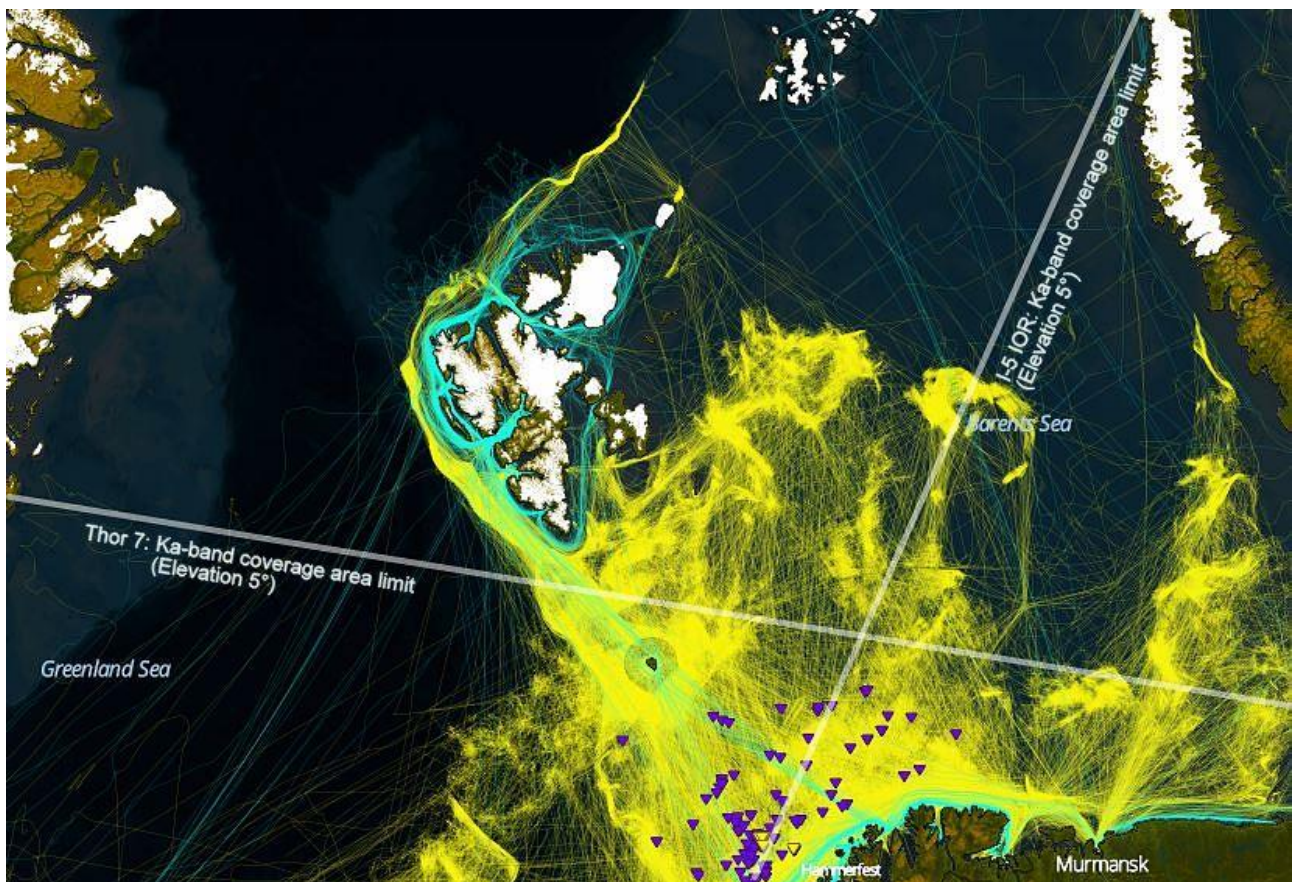 I-5 IOR: Ka-band coverage area limit
(Elevation 5°)
Barents Sea
Thor 7: Ka-band coverage area limit
(Elevation 5°)
Greenland Sea
Hammerfest
Murmansk